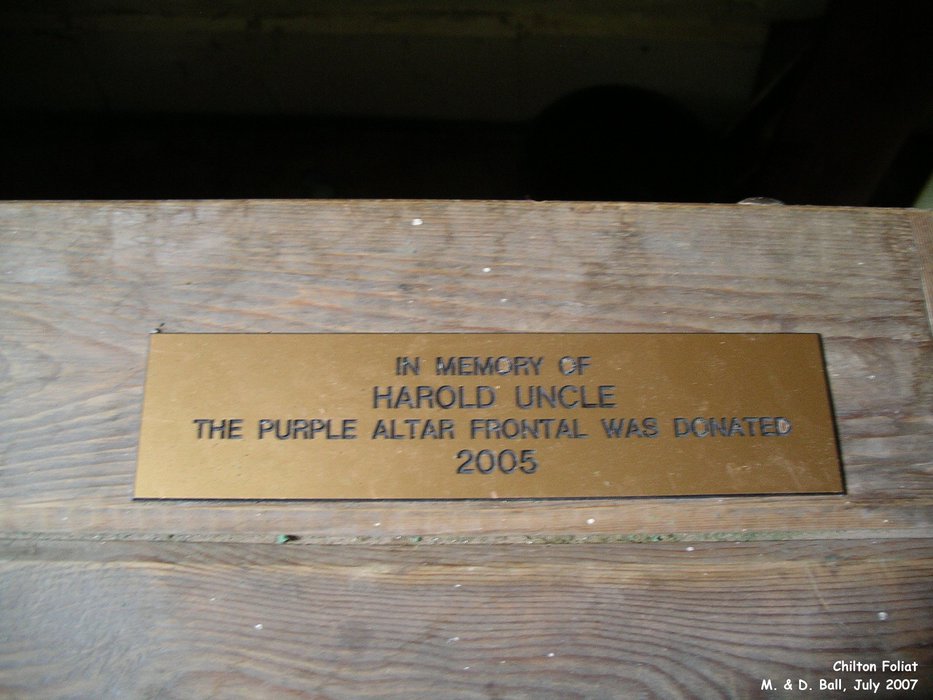 IN MEMORY OF
HAROLD UNCLE
THE PURPLE ALTAR FRONTAL WAS DONATED
2005
Chilton Foliat
M. & D. Ball, July 2007